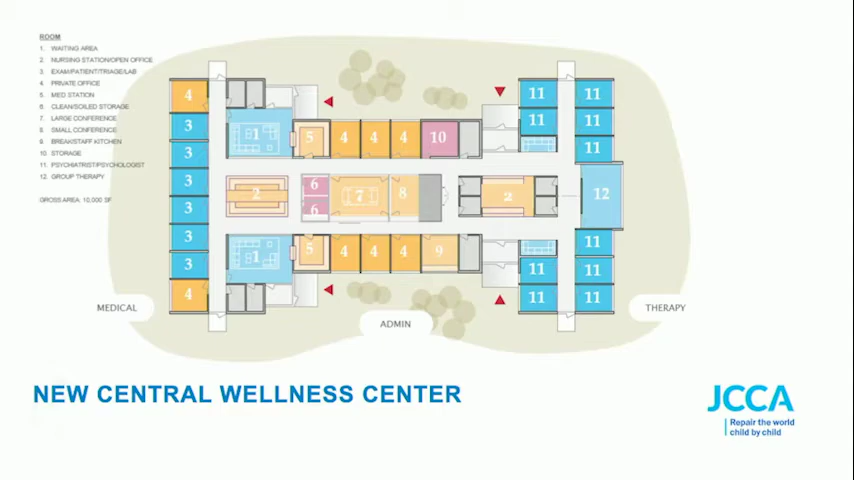 ROOM
1. WAITING AREA
2. NURSING STATION/OPEN OFFICE
3. EXAM/PATIENT/TRIAGE/LAB
4. PRIVATE OFFICE
5. MED STATION
6. CLEAN/SOILED STORAGE
7. LARGE CONFERENCE
8. SMALL CONFERENCE
9. BREAK/STAFF KITCHEN
10. STORAGE
11. PSYCHIATRIST/PSYCHOLOGIST
12. GROUP THERAPY
GROSS AREA: 10,000 SF
4 11 11
3 1 5 4 4 4 10 11 11
3 11
3 6
3 2 7 8 2 12
3 6
3 1 5 4 4 9 11
3 11 11
4 11 11
MEDICAL
ADMIN
THERAPY
NEW CENTRAL WELLNESS CENTER
JCCA
Repair the world
child by child